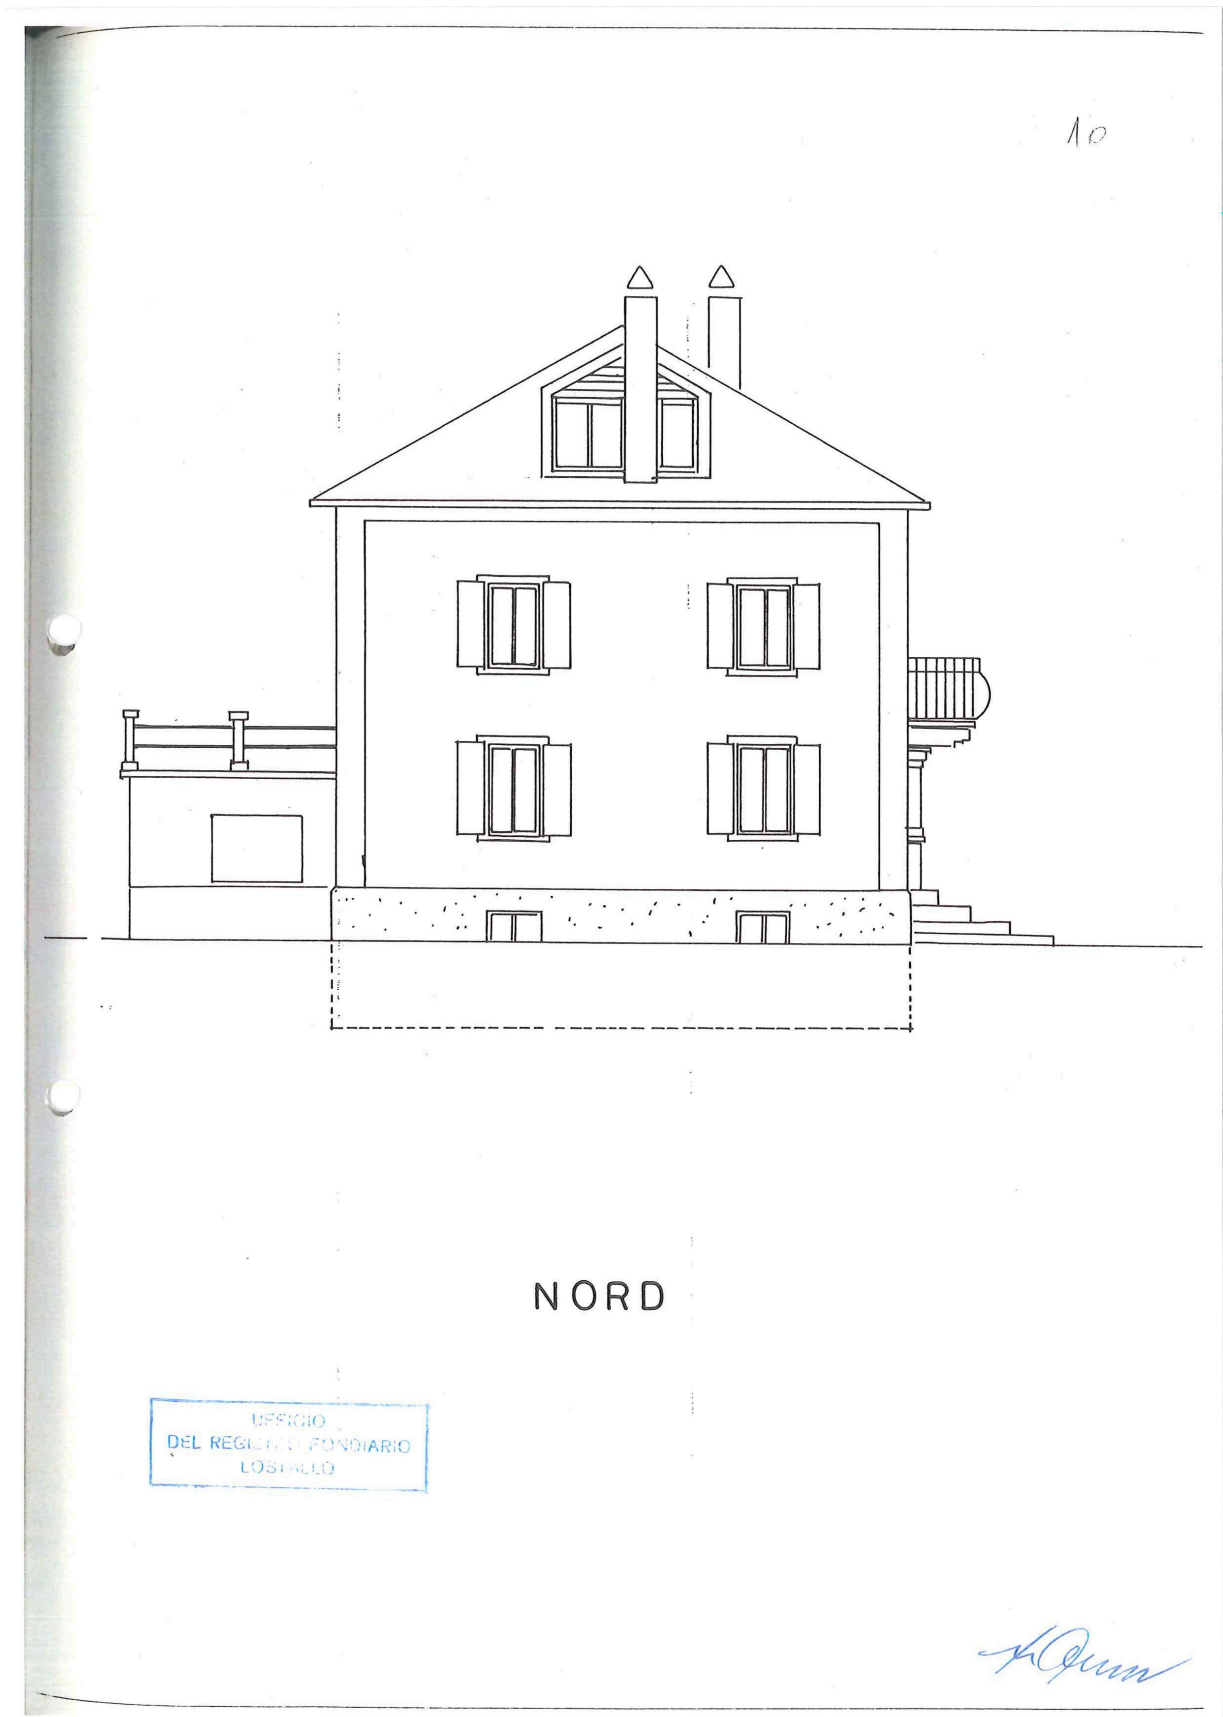 10
NORD
UFFICIO
DEL REGISTRO FONDIARIO
LOSTALLO